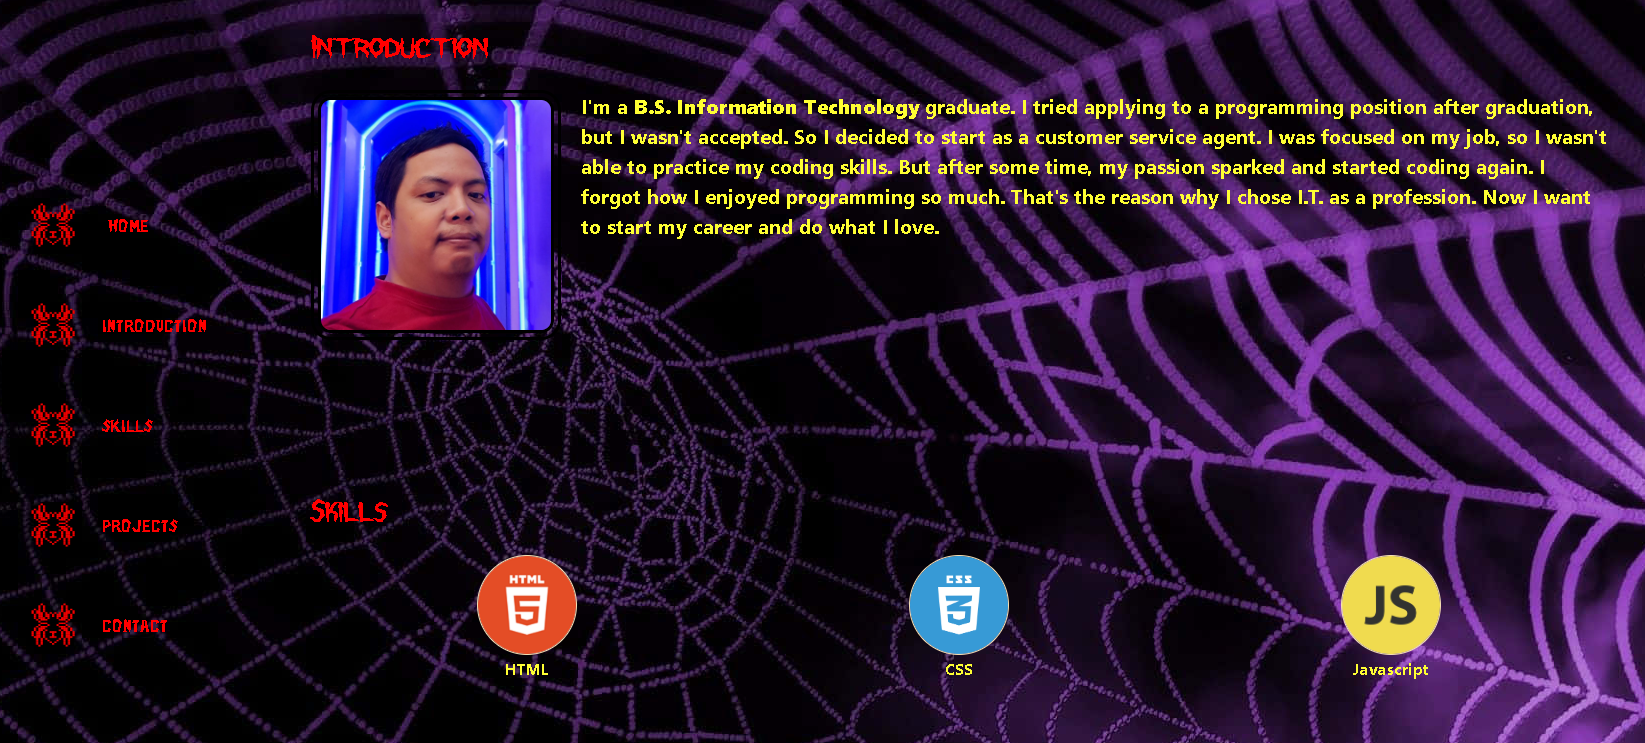 INTRODUCTION
I'm a B.S. Information Technology graduate. I tried applying to a programming position after graduation,
but I wasn't accepted. So I decided to start as a customer service agent. I was focused on my job, so I wasn't
able to practice my coding skills. But after some time, my passion sparked and started coding again. I
forgot how I enjoyed programming so much. That's the reason why I chose I.T. as a profession. Now I want
to start my career and do what I love.
HOME
INTRODUCTION
SKILLS
PROJECTS
CONTACT
SKILLS
HTML
5
HTML
CSS
3
CSS
JS
Javascript